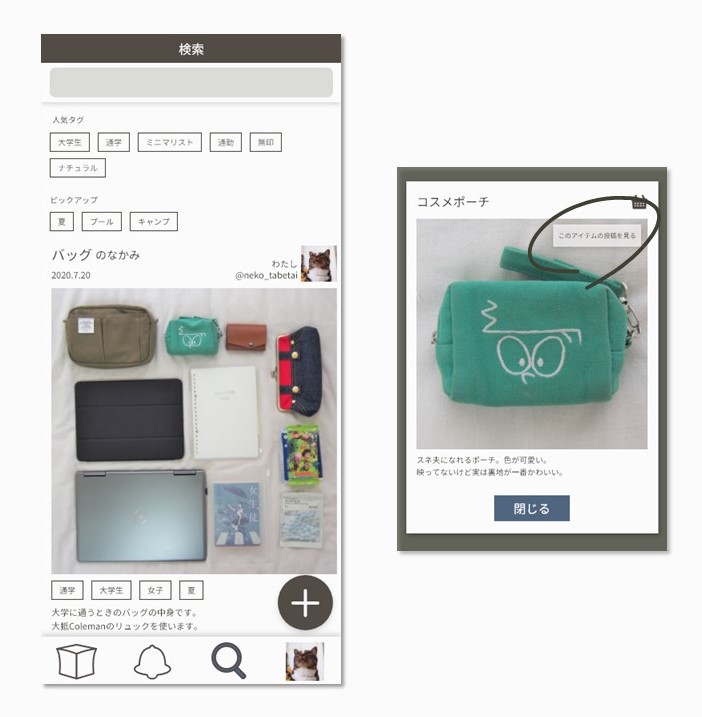 検索
人気タグ
大学生 通学 ミニマリスト 通勤 無印
ナチュラル
ピックアップ
夏 プール キャンプ
バッグ のなかみ
2020.7.20
わたし
@neko_tabetai
女生徒
通学 大学生 女子 夏
大学に通うときのバッグの中身です。
大抵Colemanのリュックを使います。
コスメポーチ
このアイテムの投稿を見る
スネ夫になれるポーチ。色が可愛い。
映ってないけど実は裏地が一番かわいい。
閉じる